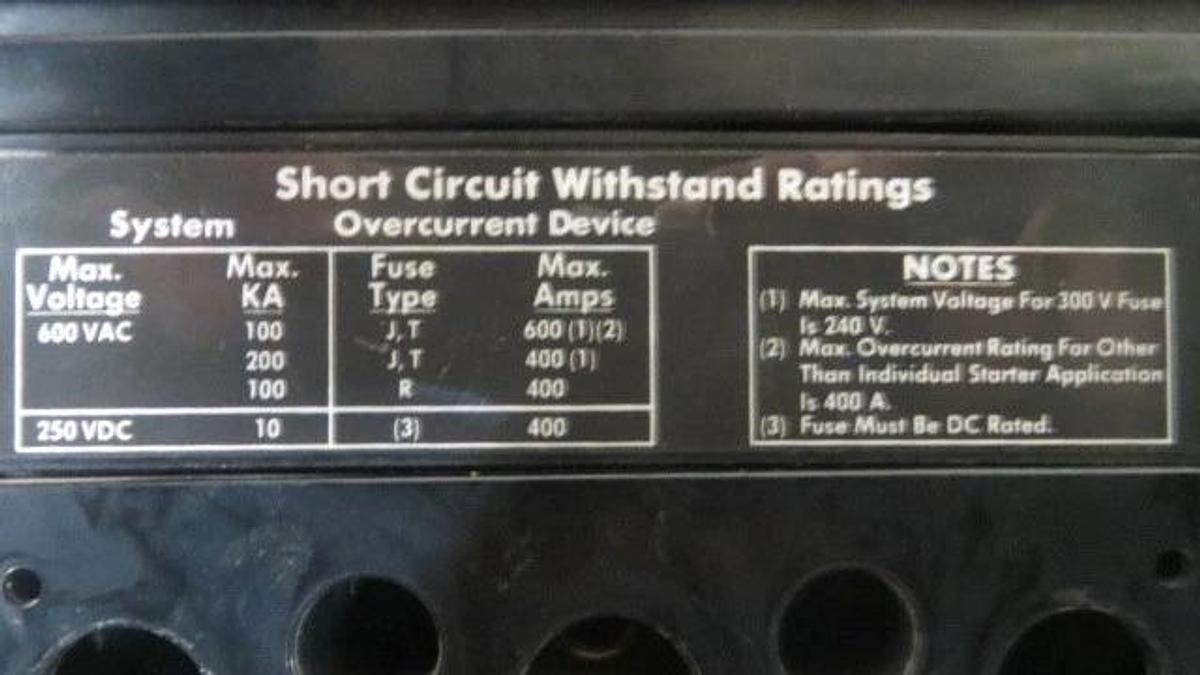 Short Circuit Withstand Ratings
System Overcurrent Device
Max. Max. Fuse Max.
Voltage KA Type Amps
600 VAC 100 J, T 600 (1)(2)
200 J, T 400 (1)
100 R 400
250 VDC 10 (3) 400
NOTES
(1) Max. System Voltage For 300 V Fuse
Is 240 V.
(2) Max. Overcurrent Rating For Other
Than Individual Starter Application
Is 400 A.
(3) Fuse Must Be DC Rated.